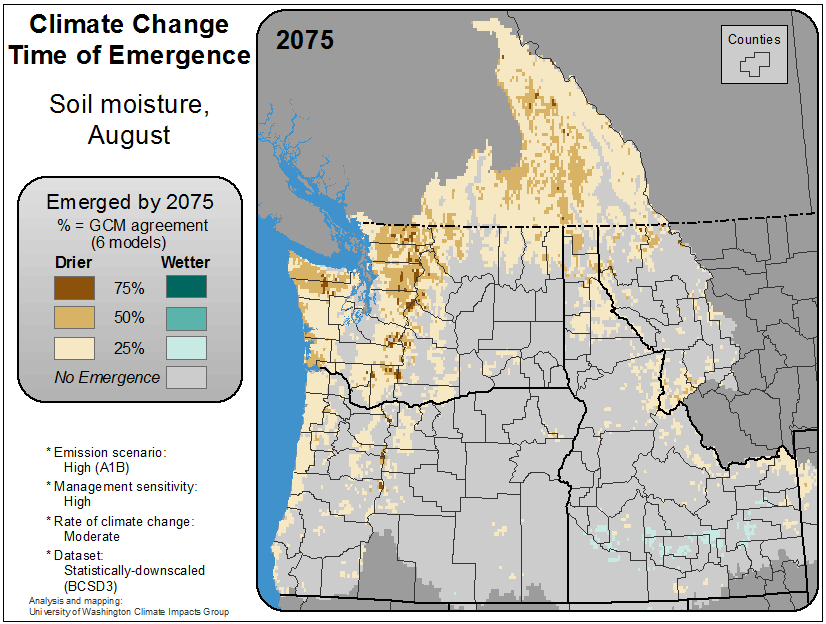 Climate Change
Time of Emergence
Soil moisture,
August
Emerged by 2075
% = GCM agreement
(6 models)
Drier Wetter
75%
50%
25%
No Emergence
* Emission scenario:
High (A1B)
* Management sensitivity:
High
* Rate of climate change:
Moderate
* Dataset:
Statistically-downscaled
(BCSD3)
Analysis and mapping:
University of Washington Climate Impacts Group
2075
Counties